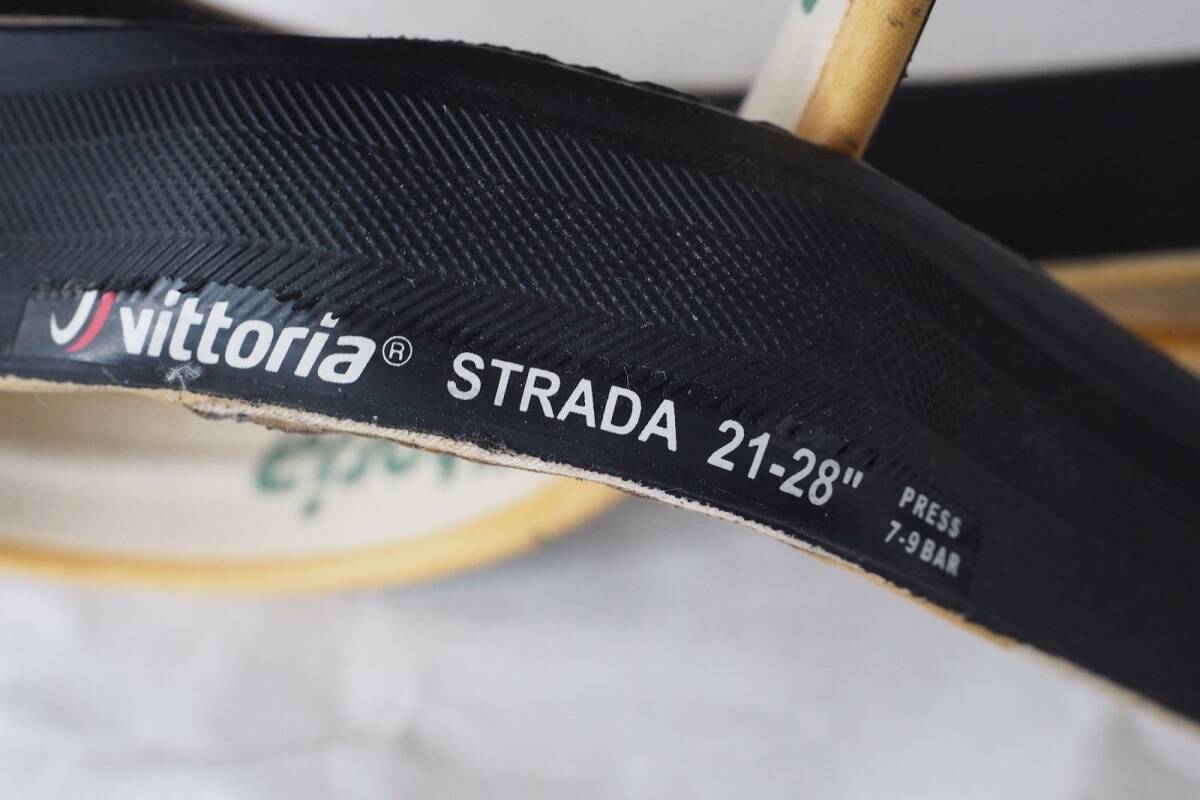 vittoria® STRADA 21-28"
PRESS
7-9 BAR